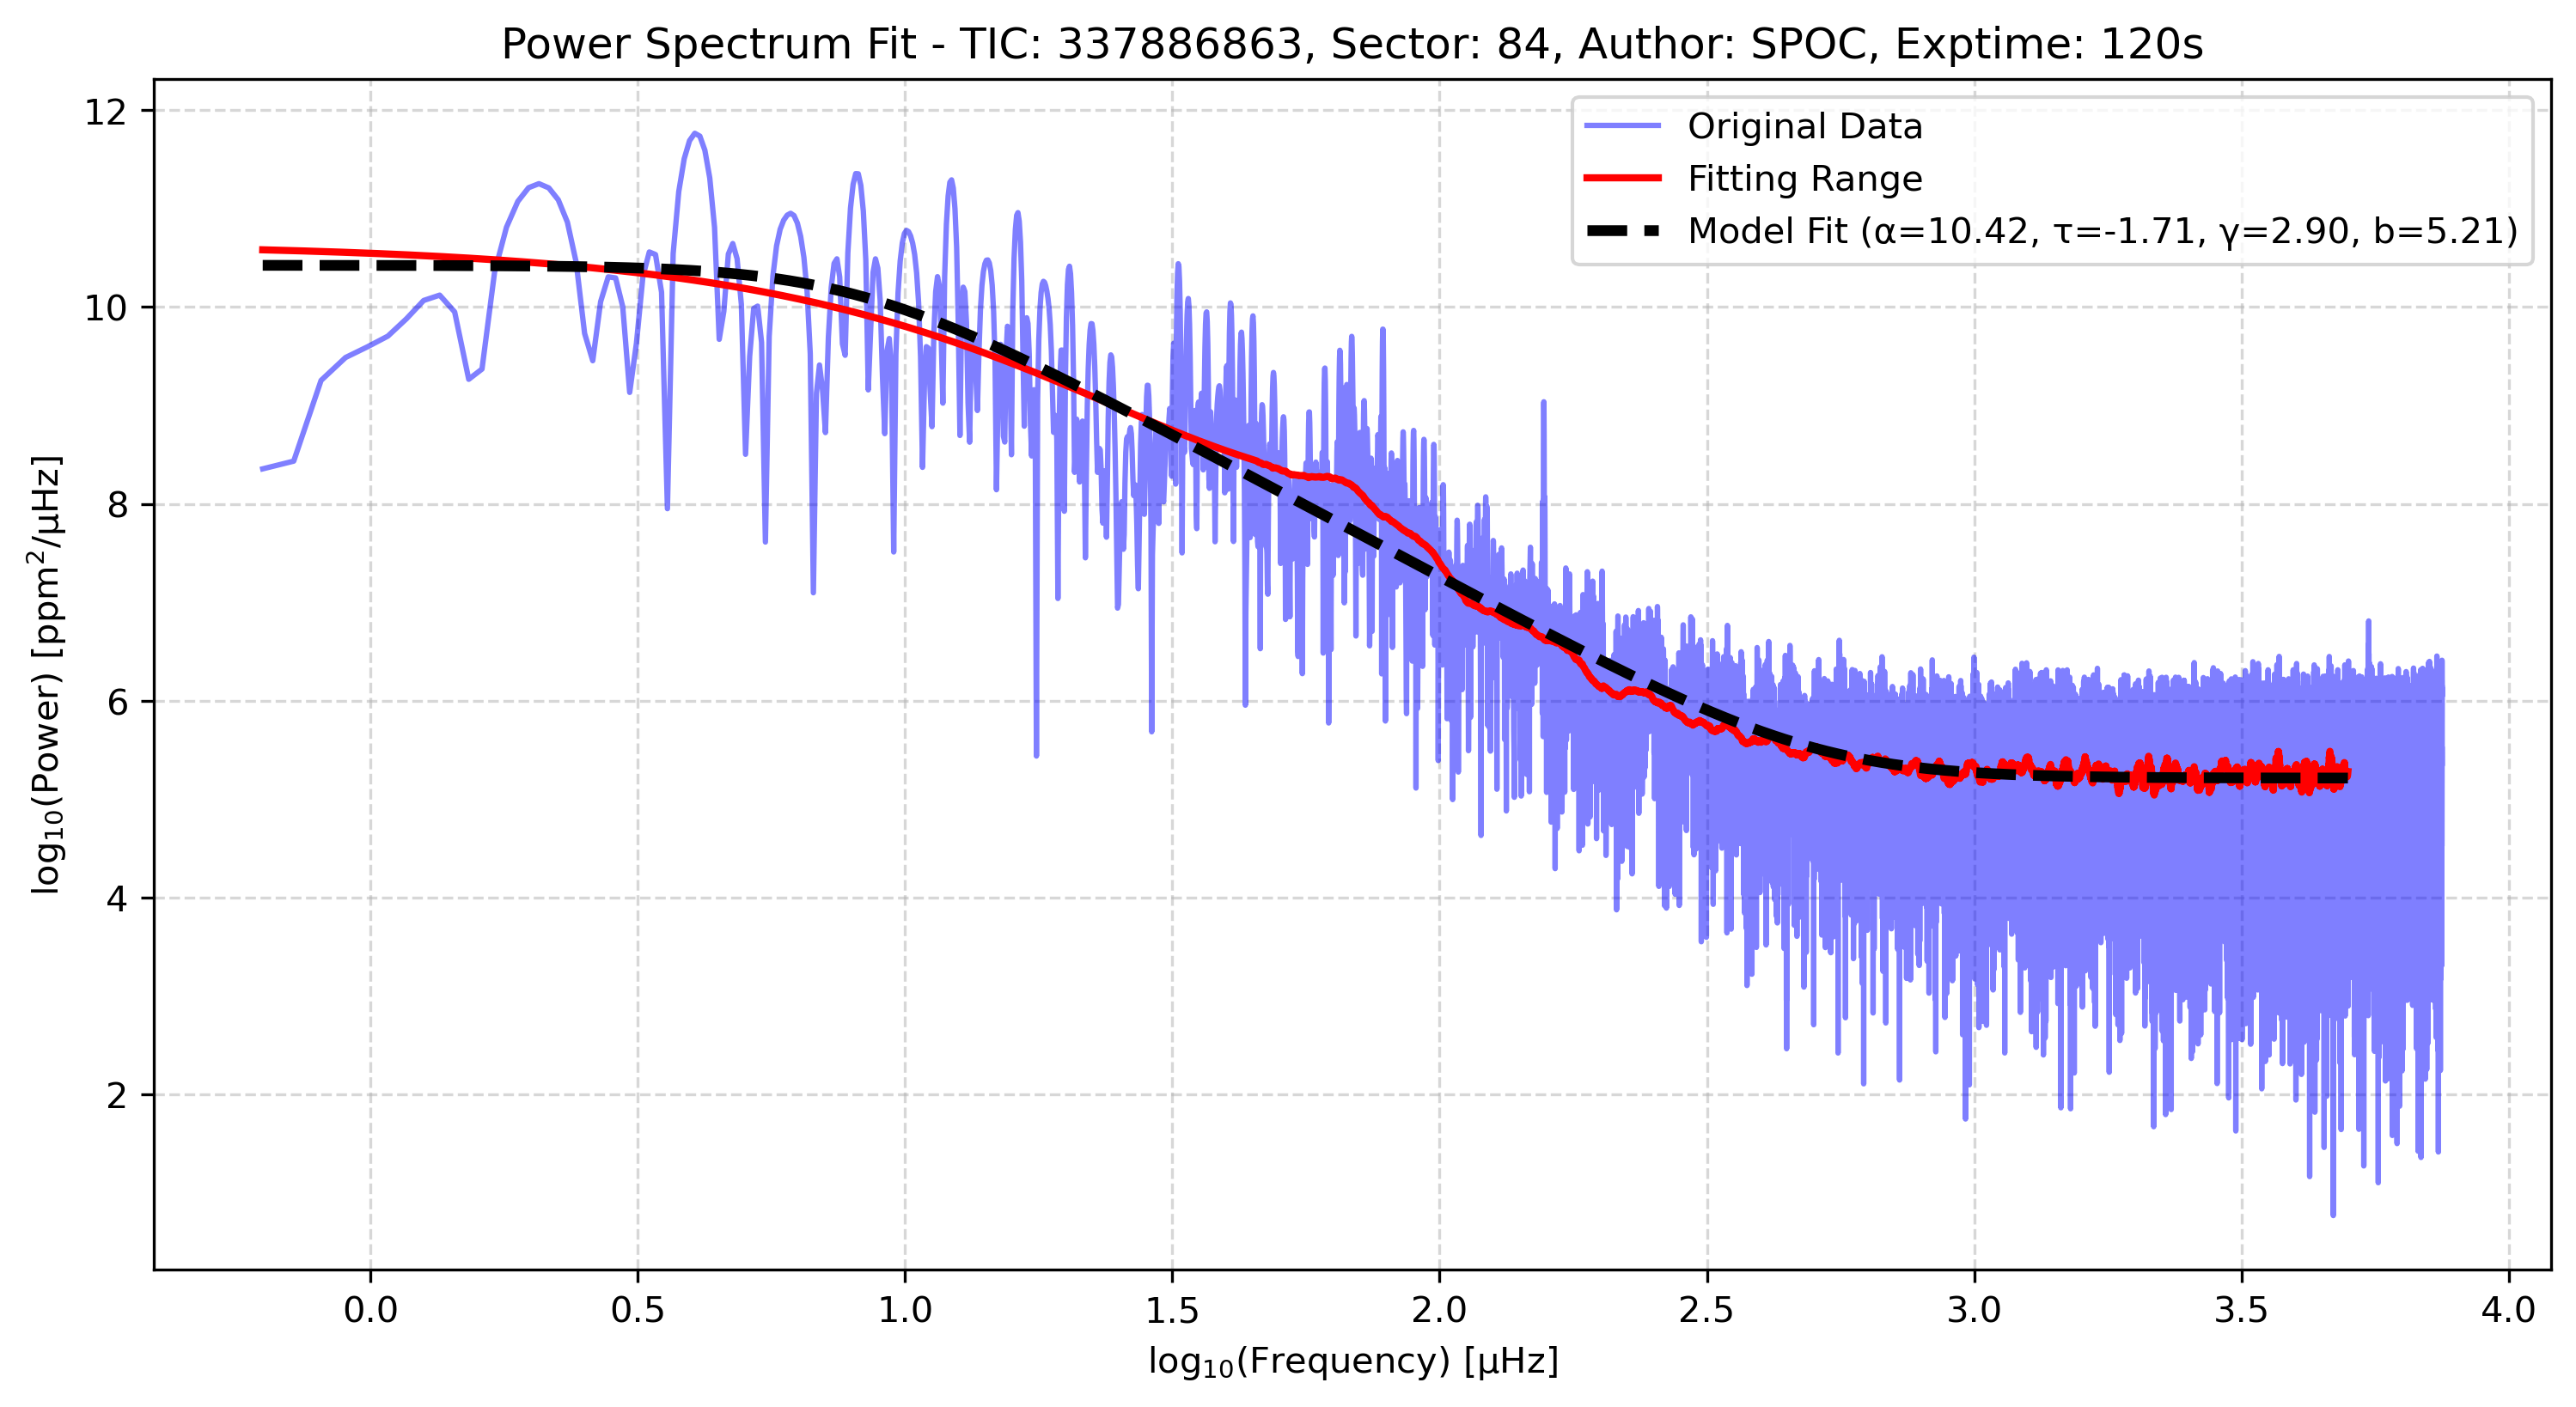 Power Spectrum Fit - TIC: 337886863, Sector: 84, Author: SPOC, Exptime: 120s
Original Data
Fitting Range
Model Fit (α=10.42, τ=-1.71, γ=2.90, b=5.21)
log₁₀(Power) [ppm²/μHz]
12
10
8
6
4
2
0.0 0.5 1.0 1.5 2.0 2.5 3.0 3.5 4.0
log₁₀(Frequency) [μHz]